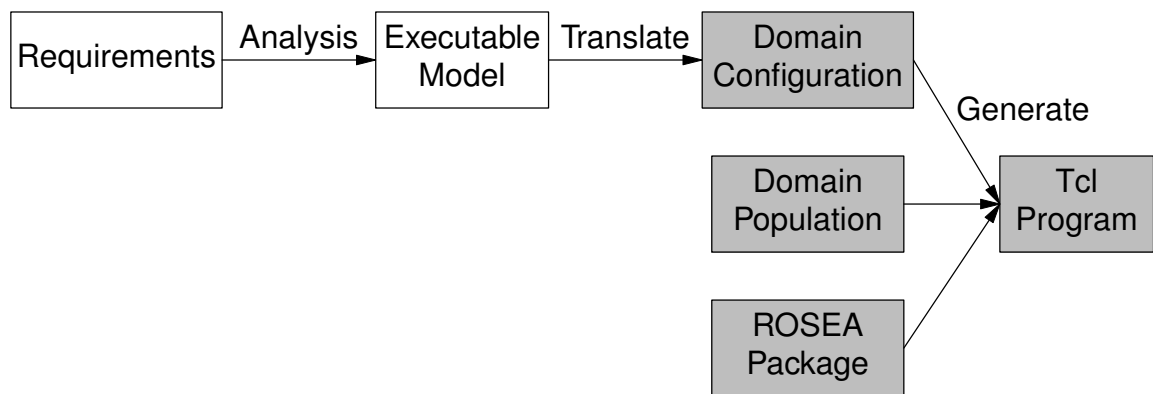 Requirements
Analysis
Executable
Model
Translate
Domain
Configuration
Generate
Domain
Population
Tcl
Program
ROSEA
Package